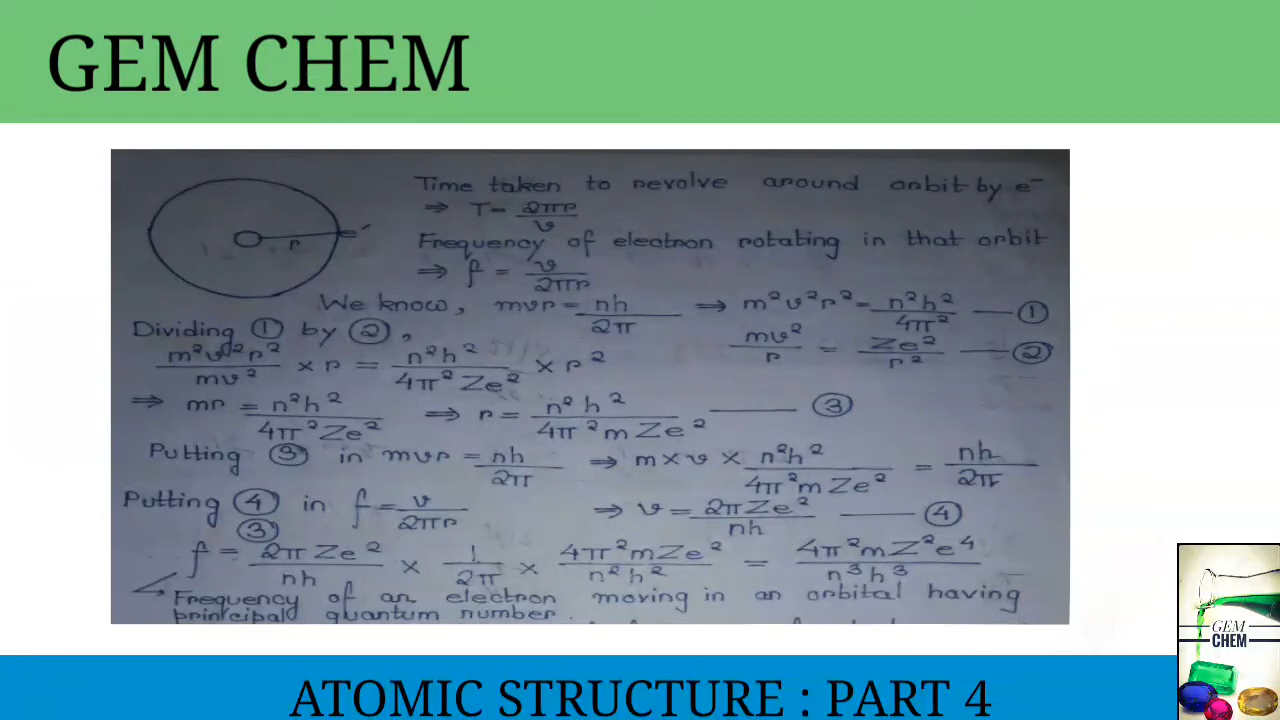 GEM CHEM
Time taken to revolve around orbit by e⁻
⇒ T = 2πr/v
e⁻
r
Frequency of electron rotating in that orbit
⇒ f = v/2πr
We know, mvr = nh/2π ⇒ m²v²r² = n²h²/4π² —— ①
Dividing ① by ②,
mv²/r = Ze²/r² —— ②
m²v²r²/mv² × r = n²h²/4π²Ze² × r²
⇒ mr = n²h²/4π²Ze² ⇒ r = n²h²/4π²mZe² —— ③
Putting ③ in mvr = nh/2π ⇒ m×v× n²h²/4π²mZe² = nh/2π
Putting ④ in f = v/2πr ⇒ v = 2πZe²/nh —— ④
③
f = 2πZe²/nh × 1/2π × 4π²mZe²/n²h² = 4π²mZ²e⁴/n³h³
Frequency of an electron moving in an orbital having
principal quantum number.
GEM
CHEM
ATOMIC STRUCTURE : PART 4